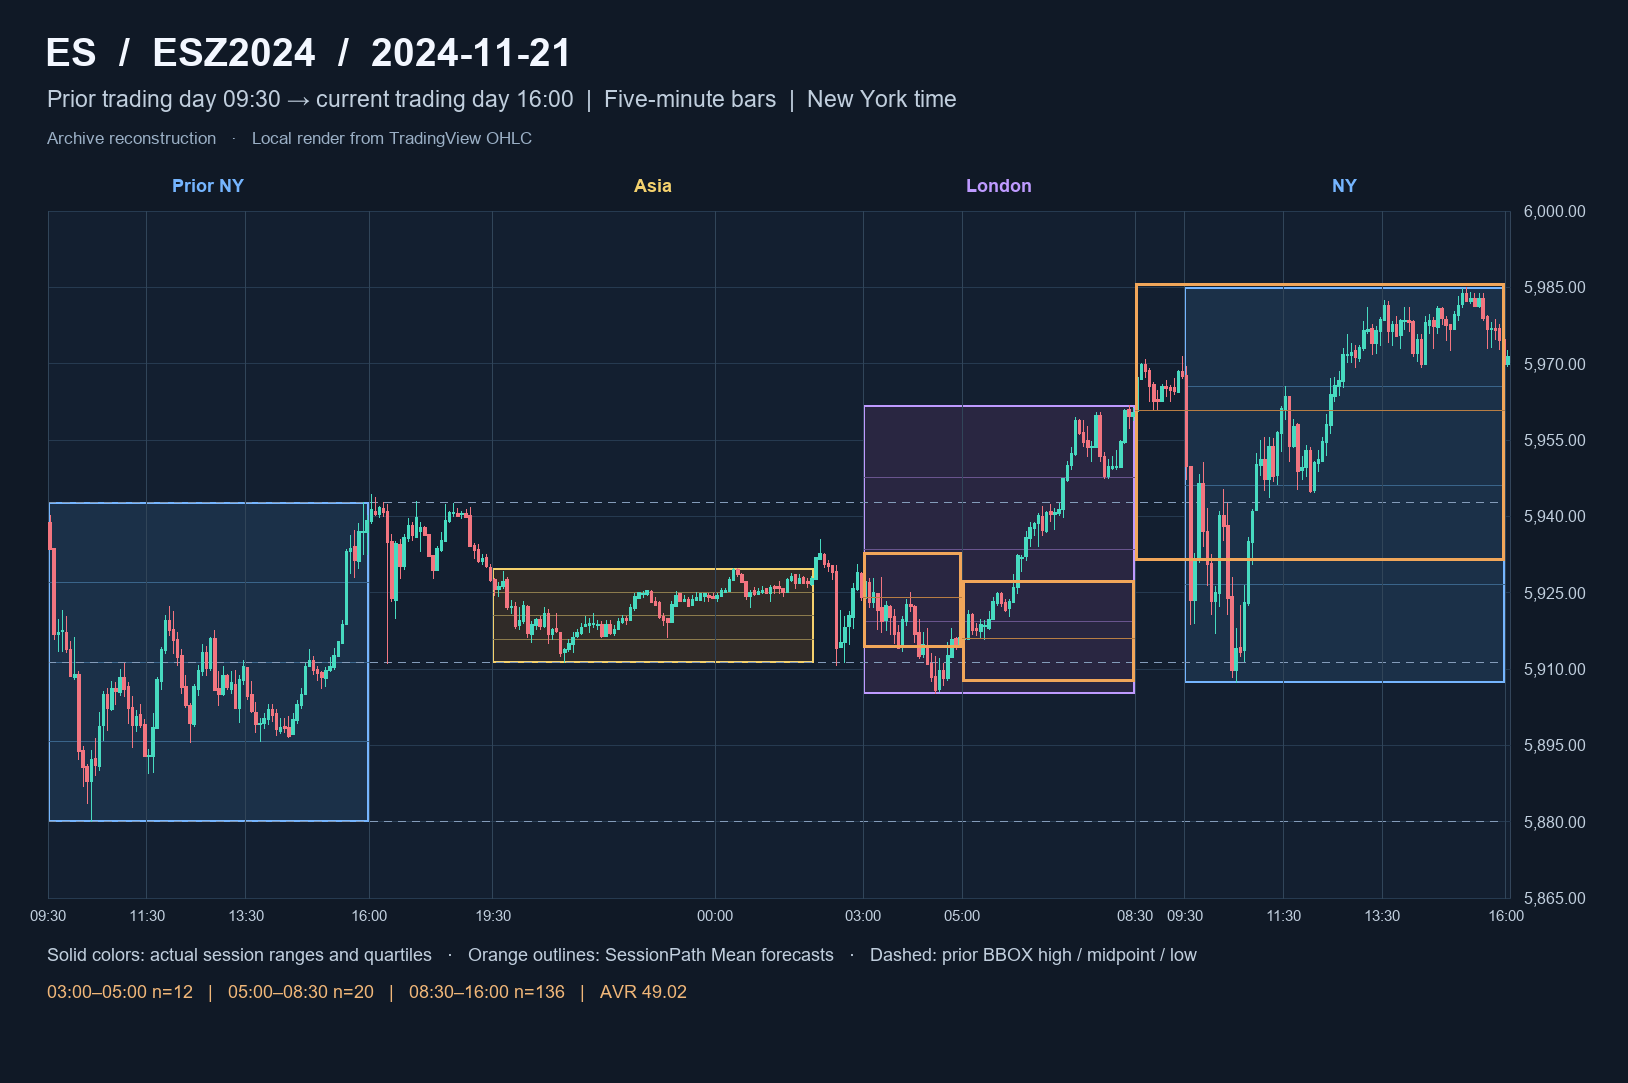 ES / ESZ2024 / 2024-11-21
Prior trading day 09:30 → current trading day 16:00 | Five-minute bars | New York time
Archive reconstruction · Local render from TradingView OHLC
Prior NY Asia London NY
6,000.00
5,985.00
5,970.00
5,955.00
5,940.00
5,925.00
5,910.00
5,895.00
5,880.00
5,865.00
09:30 11:30 13:30 16:00 19:30 00:00 03:00 05:00 08:30 09:30 11:30 13:30 16:00
Solid colors: actual session ranges and quartiles · Orange outlines: SessionPath Mean forecasts · Dashed: prior BBOX high / midpoint / low
03:00–05:00 n=12 | 05:00–08:30 n=20 | 08:30–16:00 n=136 | AVR 49.02